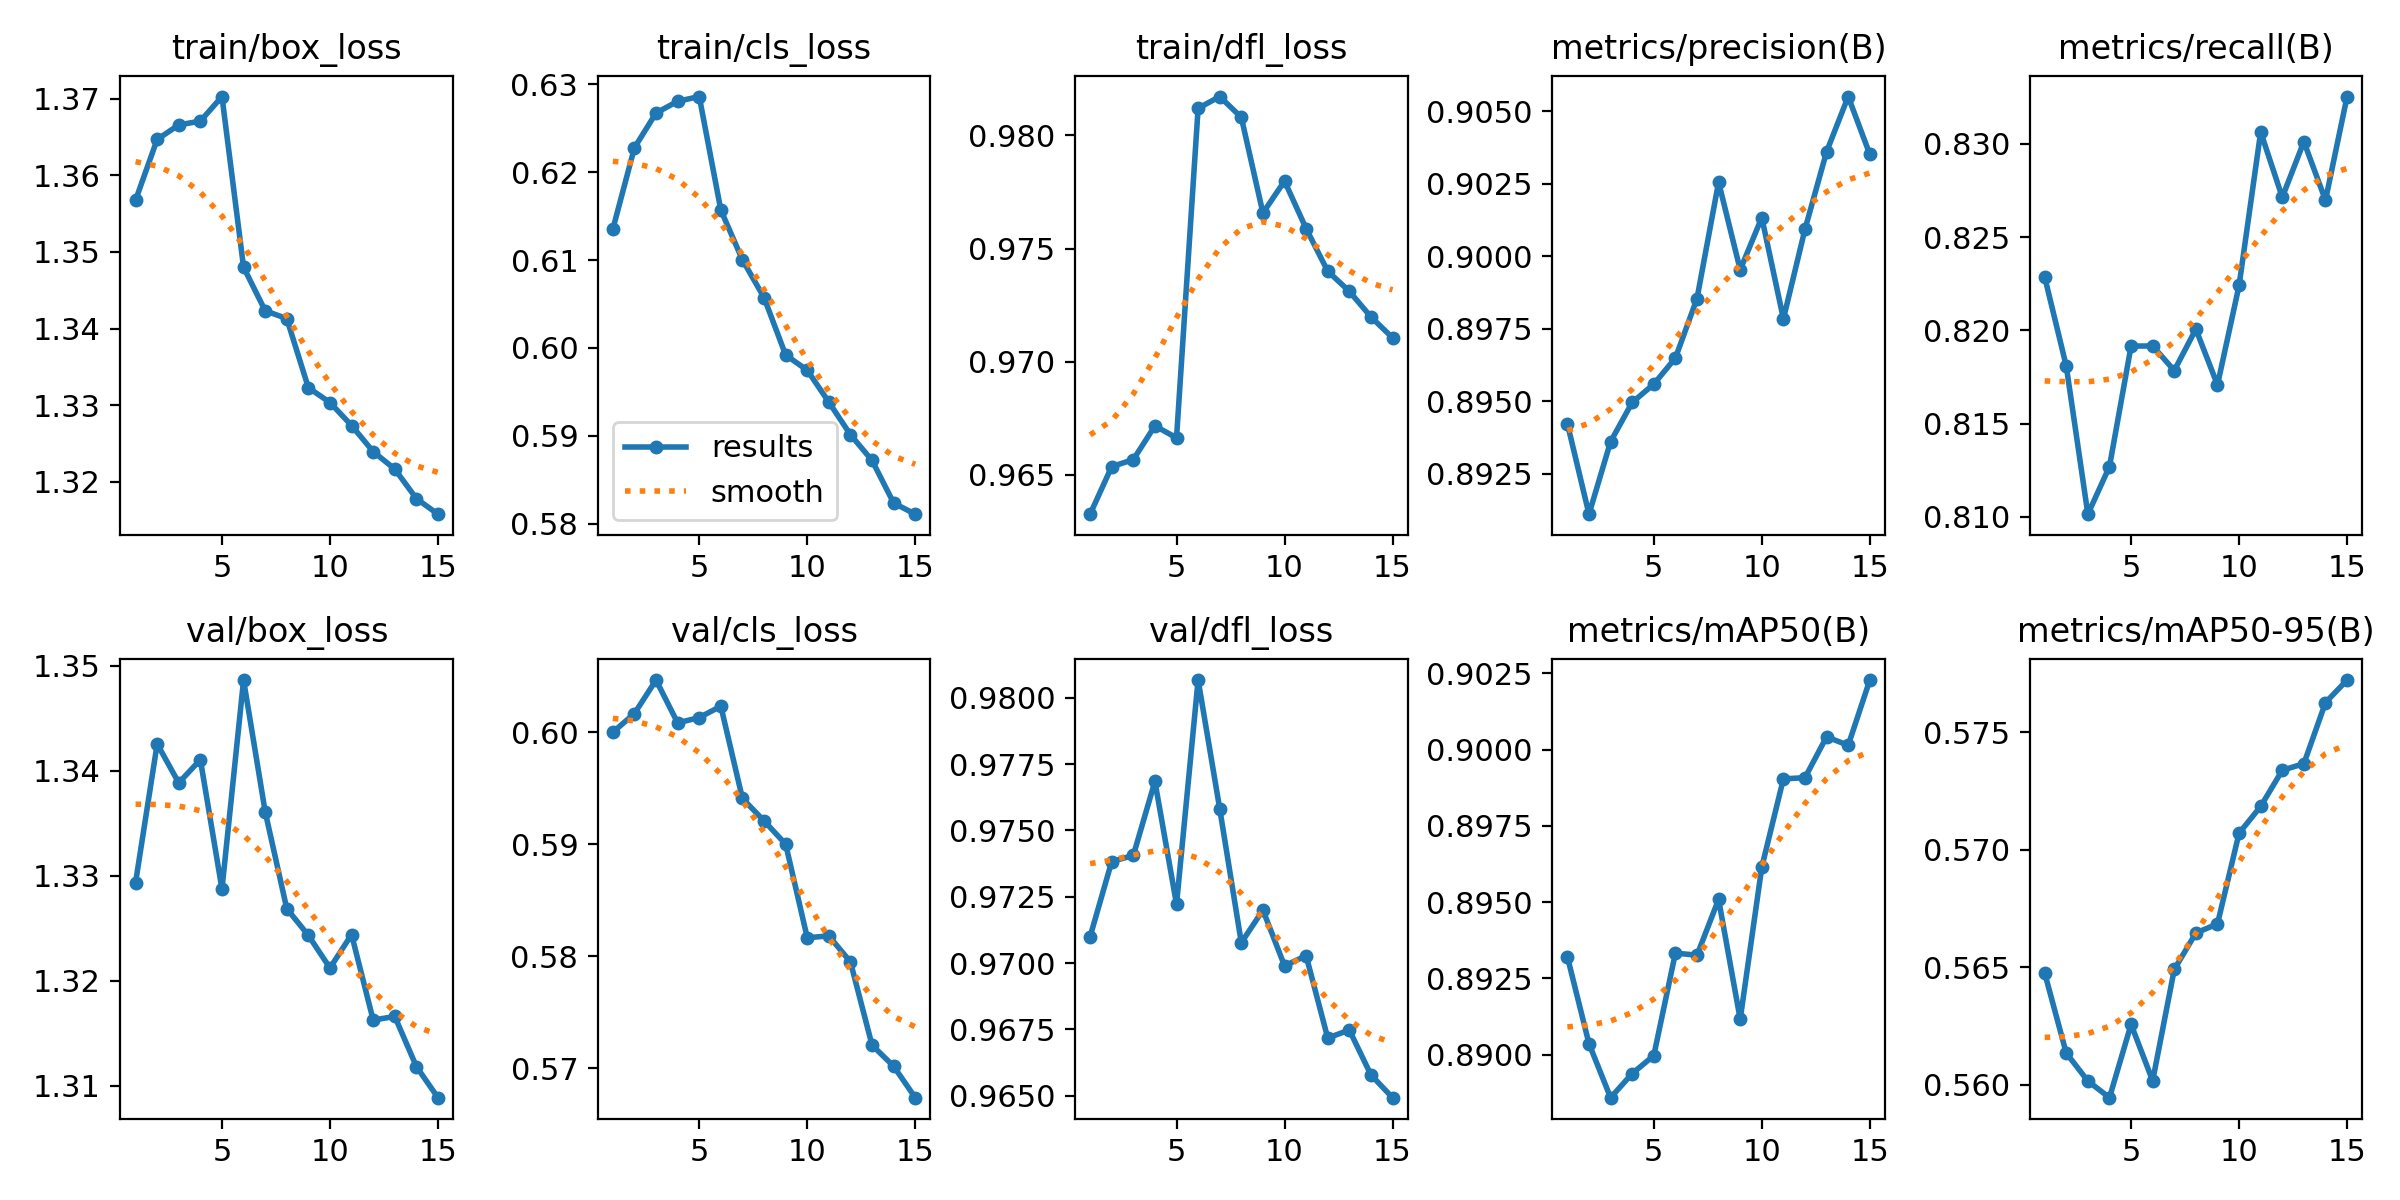 train/box_loss
1.37
1.36
1.35
1.34
1.33
1.32
5 10 15
train/cls_loss
0.63
0.62
0.61
0.60
0.59
0.58
results
smooth
5 10 15
train/dfl_loss
0.980
0.975
0.970
0.965
5 10 15
metrics/precision(B)
0.9050
0.9025
0.9000
0.8975
0.8950
0.8925
5 10 15
metrics/recall(B)
0.830
0.825
0.820
0.815
0.810
5 10 15
val/box_loss
1.35
1.34
1.33
1.32
1.31
5 10 15
val/cls_loss
0.60
0.59
0.58
0.57
5 10 15
val/dfl_loss
0.9800
0.9775
0.9750
0.9725
0.9700
0.9675
0.9650
5 10 15
metrics/mAP50(B)
0.9025
0.9000
0.8975
0.8950
0.8925
0.8900
5 10 15
metrics/mAP50-95(B)
0.575
0.570
0.565
0.560
5 10 15